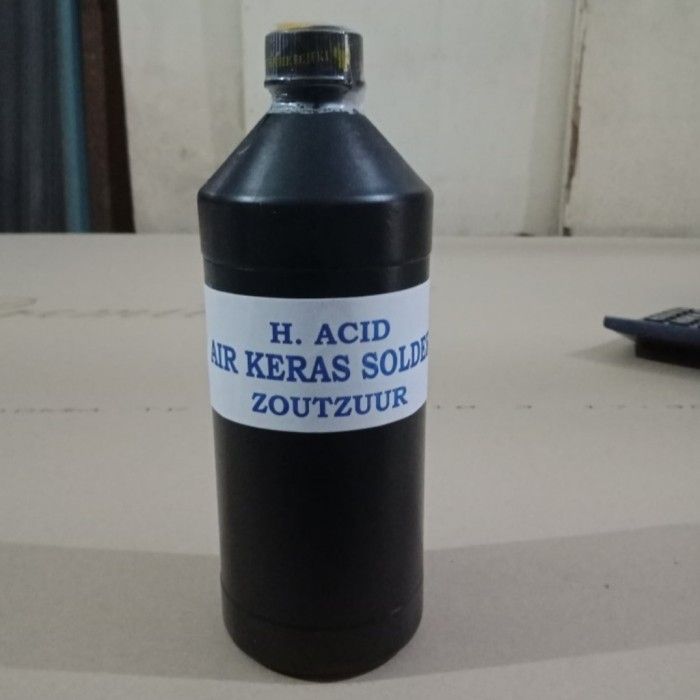 H. ACID
AIR KERAS SOLDER
ZOUTZUUR